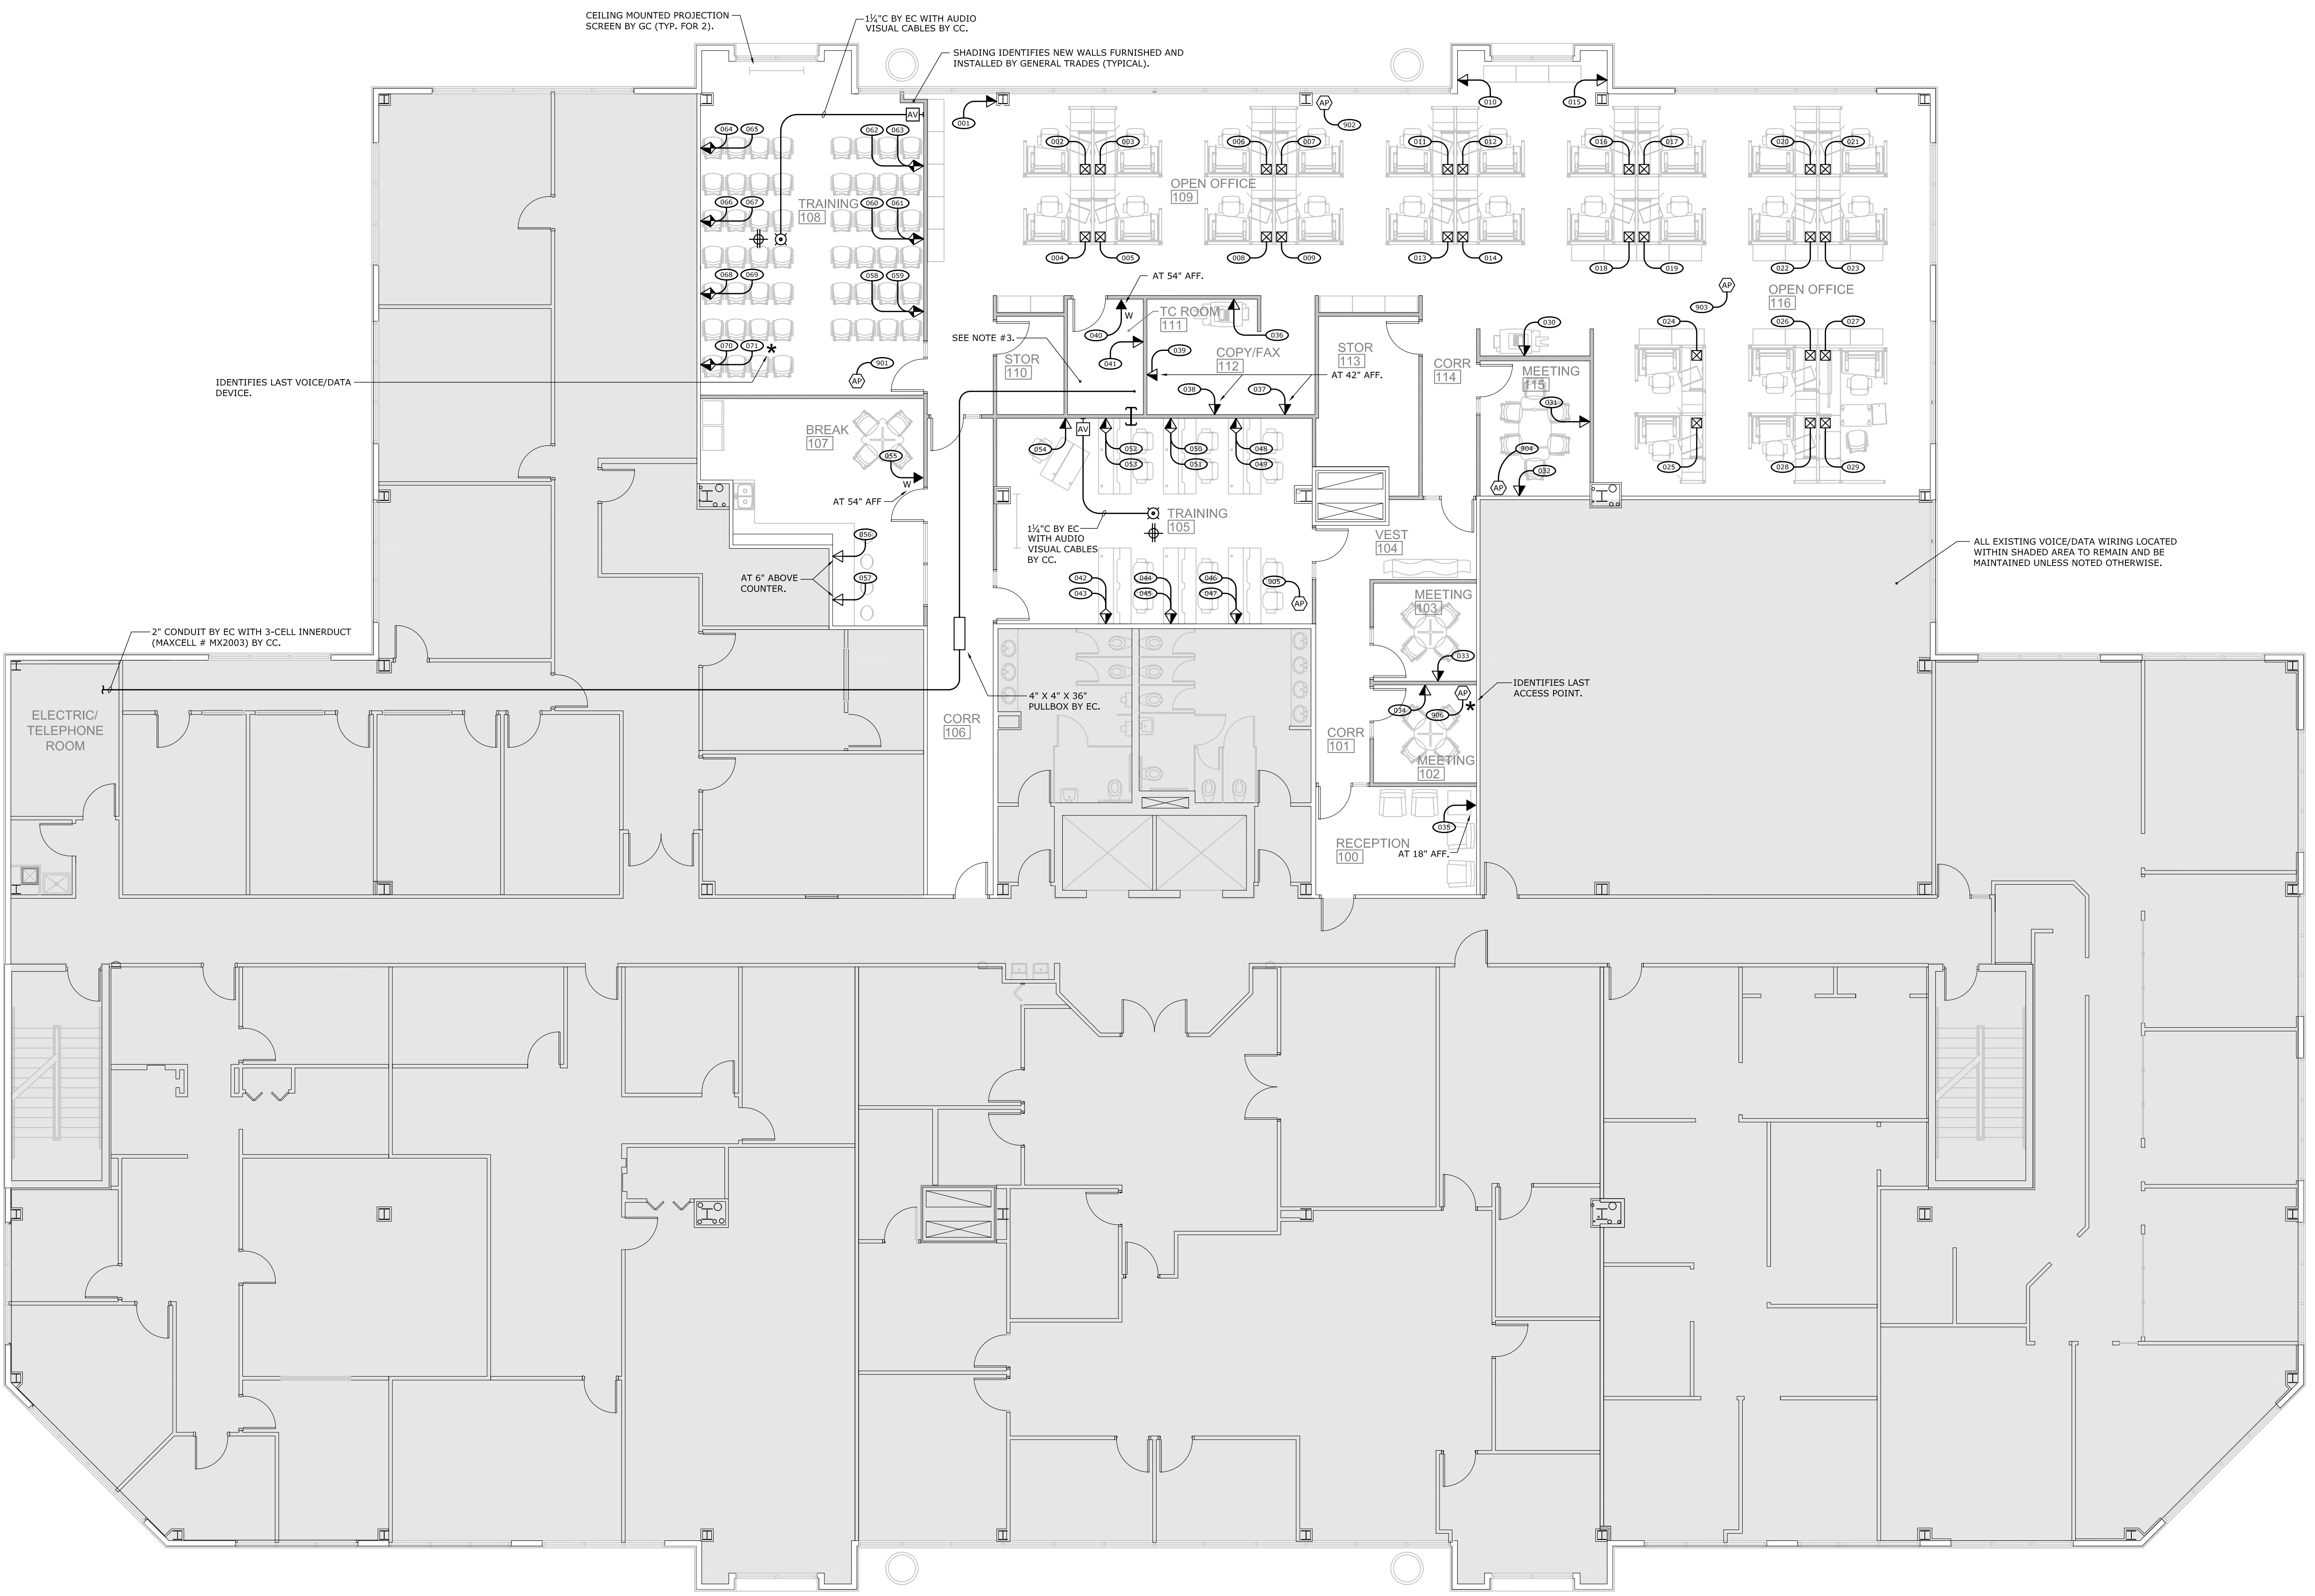 CEILING MOUNTED PROJECTION
SCREEN BY GC (TYP. FOR 2).
1¼"C BY EC WITH AUDIO
VISUAL CABLES BY CC.
SHADING IDENTIFIES NEW WALLS FURNISHED AND
INSTALLED BY GENERAL TRADES (TYPICAL).
AV
001
AP
902
010
015
064 065
062 063
002 003
006 007
011 012
016 017
020 021
OPEN OFFICE
109
TRAINING
108
066 067
060 061
004 005
008 009
013 014
018 019
022 023
068 069
058 059
AT 54" AFF.
W
040
TC ROOM
111
036
AP
903
OPEN OFFICE
116
024
026
027
030
SEE NOTE #3.
070 071
*
901
AP
STOR
110
041
039
COPY/FAX
112
STOR
113
CORR
114
MEETING
115
AT 42" AFF.
038
037
IDENTIFIES LAST VOICE/DATA
DEVICE.
031
BREAK
107
055
W
AT 54" AFF
054
AV
052
053
050
051
048
049
904
032
AP
025
028
029
TRAINING
105
1¼"C BY EC
WITH AUDIO
VISUAL CABLES
BY CC.
VEST
104
056
057
AT 6" ABOVE
COUNTER.
042
043
044
045
046
047
905
AP
ALL EXISTING VOICE/DATA WIRING LOCATED
WITHIN SHADED AREA TO REMAIN AND BE
MAINTAINED UNLESS NOTED OTHERWISE.
MEETING
103
033
2" CONDUIT BY EC WITH 3-CELL INNERDUCT
(MAXCELL # MX2003) BY CC.
4" X 4" X 36"
PULLBOX BY EC.
034
AP
906
*
IDENTIFIES LAST
ACCESS POINT.
ELECTRIC/
TELEPHONE
ROOM
CORR
106
CORR
101
MEETING
102
035
RECEPTION
100
AT 18" AFF.